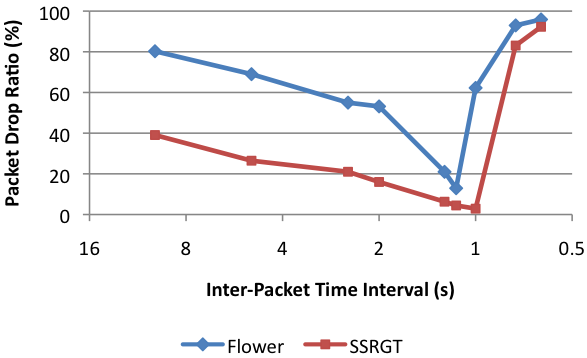 Packet Drop Ratio (%)
100
80
60
40
20
0
16 8 4 2 1 0.5
Inter-Packet Time Interval (s)
Flower SSRGT